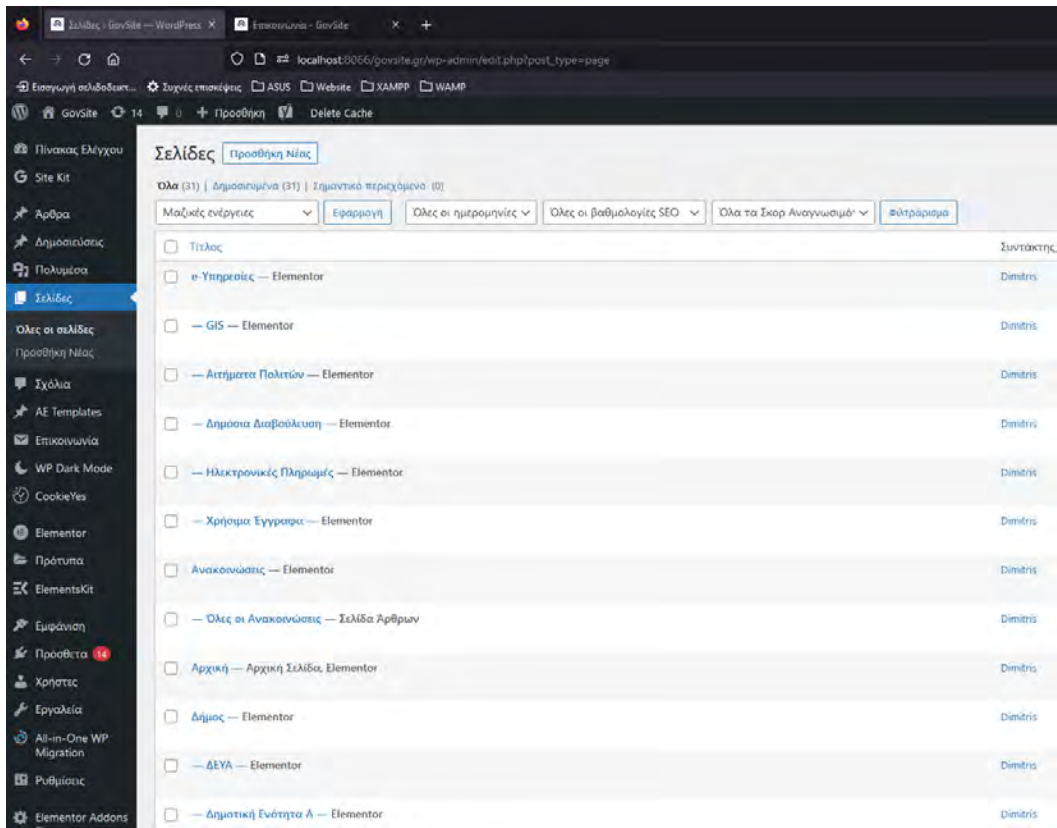 Σελίδες ‹ GovSite — WordPress
Επικοινωνία - GovSite
localhost:8066/govsite.gr/wp-admin/edit.php?post_type=page
Εισαγωγή σελιδοδεικτ...
Συχνές επισκέψεις
ASUS
Website
XAMPP
WAMP
GovSite
14
0
Προσθήκη
Delete Cache
Πίνακας Ελέγχου
Site Kit
Άρθρα
Δημοσιεύσεις
Πολυμέσα
Σελίδες
Όλες οι σελίδες
Προσθήκη Νέας
Σχόλια
AE Templates
Επικοινωνία
WP Dark Mode
CookieYes
Elementor
Πρότυπα
ElementsKit
Εμφάνιση
Πρόσθετα 14
Χρήστες
Εργαλεία
All-in-One WP
Migration
Ρυθμίσεις
Elementor Addons
Σελίδες Προσθήκη Νέας
Όλα (31) | Δημοσιευμένα (31) | Σημαντικό περιεχόμενο (0)
Μαζικές ενέργειες Εφαρμογή Όλες οι ημερομηνίες Όλες οι βαθμολογίες SEO Όλα τα Σκορ Αναγνωσιμό Φιλτράρισμα
Τίτλος Συντάκτης
e-Υπηρεσίες — Elementor Dimitris
— GIS — Elementor Dimitris
— Αιτήματα Πολιτών — Elementor Dimitris
— Δημόσια Διαβούλευση — Elementor Dimitris
— Ηλεκτρονικές Πληρωμές — Elementor Dimitris
— Χρήσιμα Έγγραφα — Elementor Dimitris
Ανακοινώσεις — Elementor Dimitris
— Όλες οι Ανακοινώσεις — Σελίδα Άρθρων Dimitris
Αρχική — Αρχική Σελίδα, Elementor Dimitris
Δήμος — Elementor Dimitris
— ΔΕΥΑ — Elementor Dimitris
— Δημοτική Ενότητα Α — Elementor Dimitris